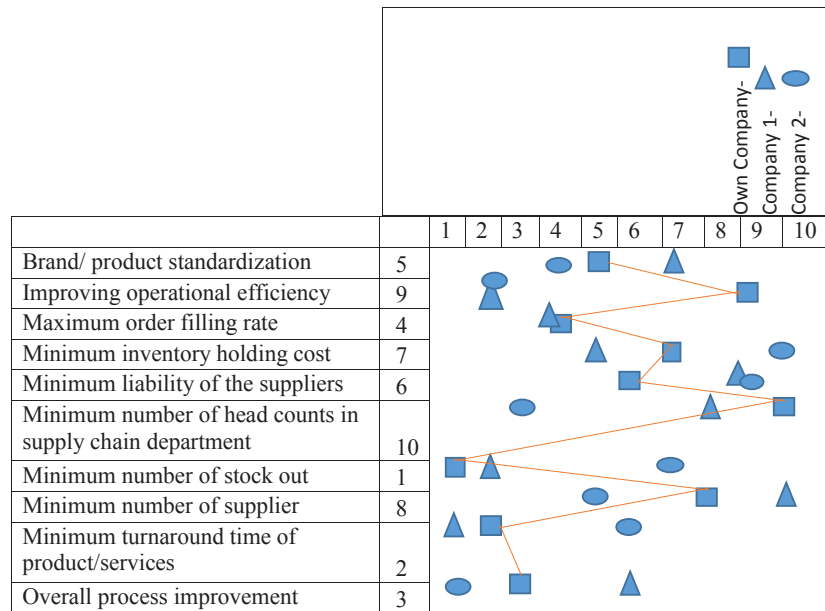 Own Company-
Company 1-
Company 2-
1 2 3 4 5 6 7 8 9 10
Brand/ product standardization 5
Improving operational efficiency 9
Maximum order filling rate 4
Minimum inventory holding cost 7
Minimum liability of the suppliers 6
Minimum number of head counts in
supply chain department 10
Minimum number of stock out 1
Minimum number of supplier 8
Minimum turnaround time of
product/services 2
Overall process improvement 3